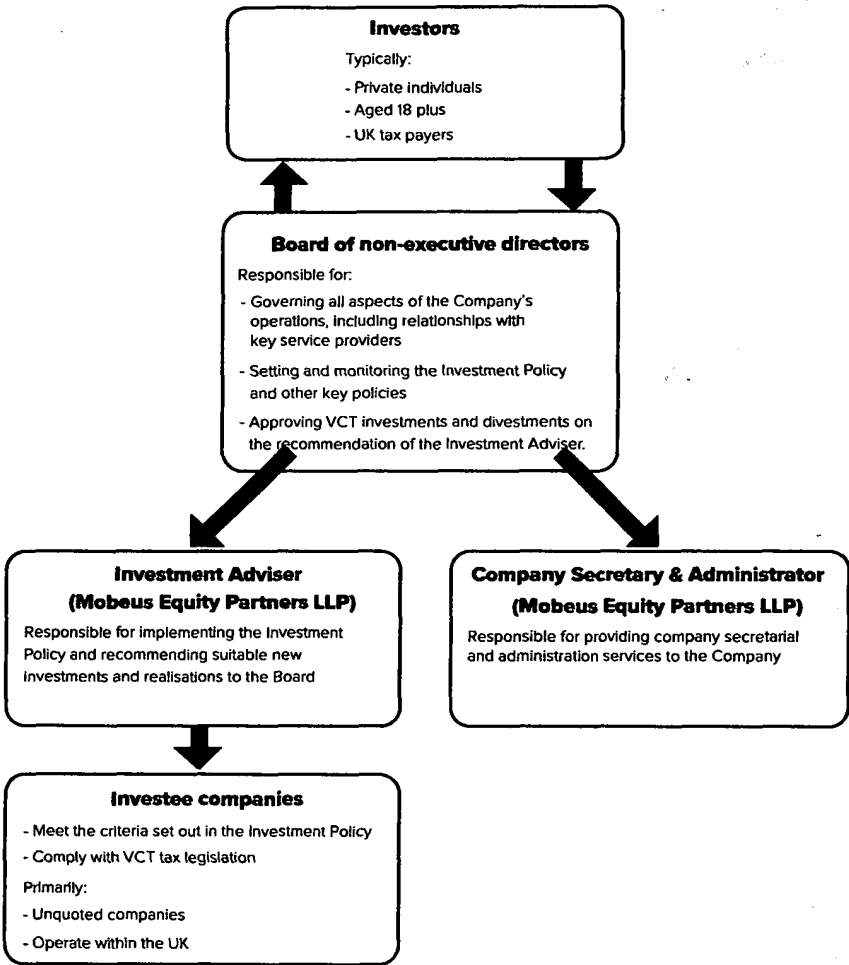 Investors
Typically:
- Private individuals
- Aged 18 plus
- UK tax payers
Board of non-executive directors
Responsible for:
- Governing all aspects of the Company's
operations, including relationships with
key service providers
- Setting and monitoring the Investment Policy
and other key policies
- Approving VCT investments and divestments on
the recommendation of the Investment Adviser.
Investment Adviser
(Mobeus Equity Partners LLP)
Responsible for implementing the Investment
Policy and recommending suitable new
investments and realisations to the Board
Company Secretary & Administrator
(Mobeus Equity Partners LLP)
Responsible for providing company secretarial
and administration services to the Company
Investee companies
- Meet the criteria set out in the Investment Policy
- Comply with VCT tax legislation
Primarily:
- Unquoted companies
- Operate within the UK